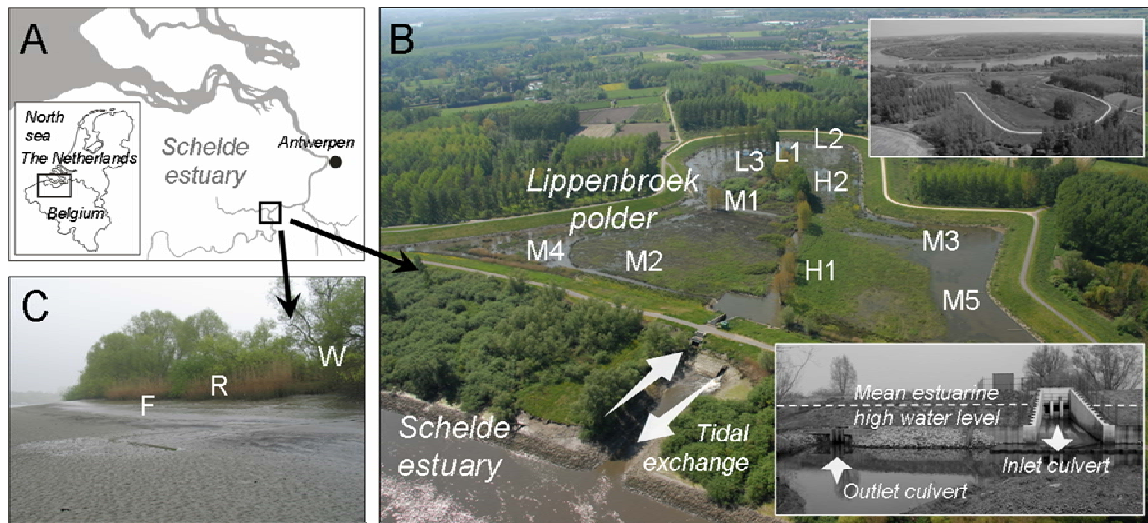 A
North
sea
The Netherlands
Belgium
Schelde
estuary
Antwerpen
B
Lippenbroek
polder
L3
L1
L2
H2
M1
M4
M2
M3
H1
M5
Schelde
estuary
Tidal
exchange
Mean estuarine
high water level
Inlet culvert
Outlet culvert
C
F
R
W